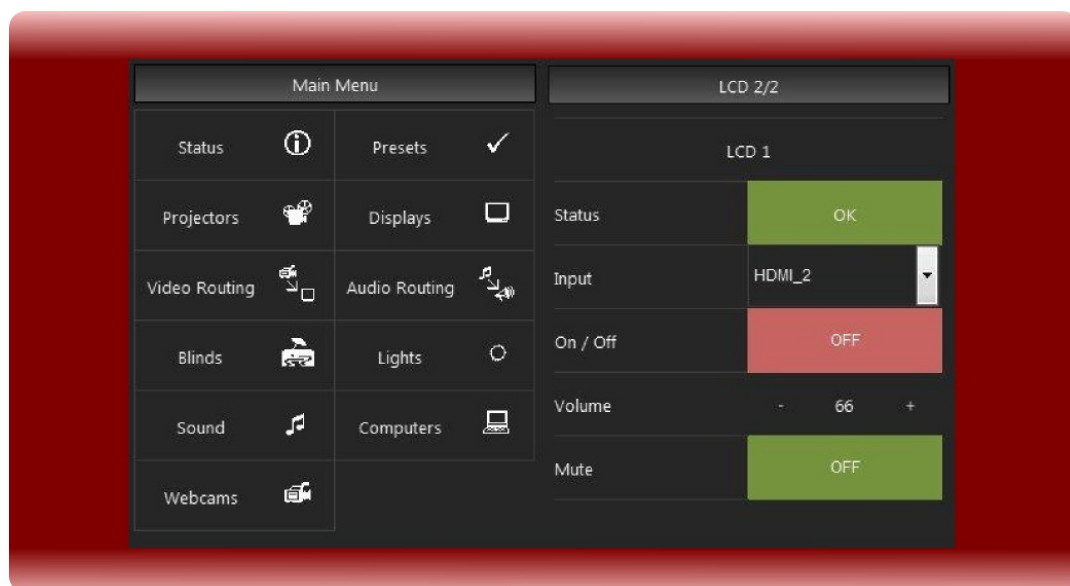 Main Menu
Status
Presets
Projectors
Displays
Video Routing
Audio Routing
Blinds
Lights
Sound
Computers
Webcams
LCD 2/2
LCD 1
Status OK
Input HDMI_2
On / Off OFF
Volume - 66 +
Mute OFF